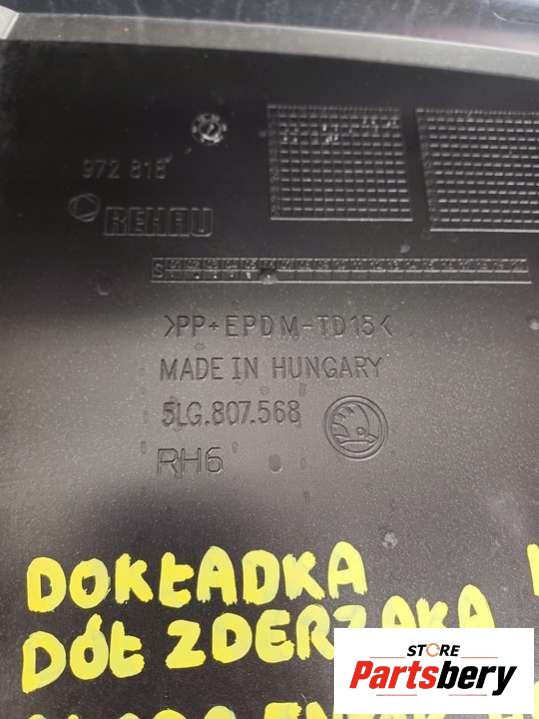 972 818
REHAU
S
>PP+EPDM-TD15<
MADE IN HUNGARY
5LG.807.568
RH6
DOKŁADKA
DÓŁ ZDERZAKA
STORE
Partsbery